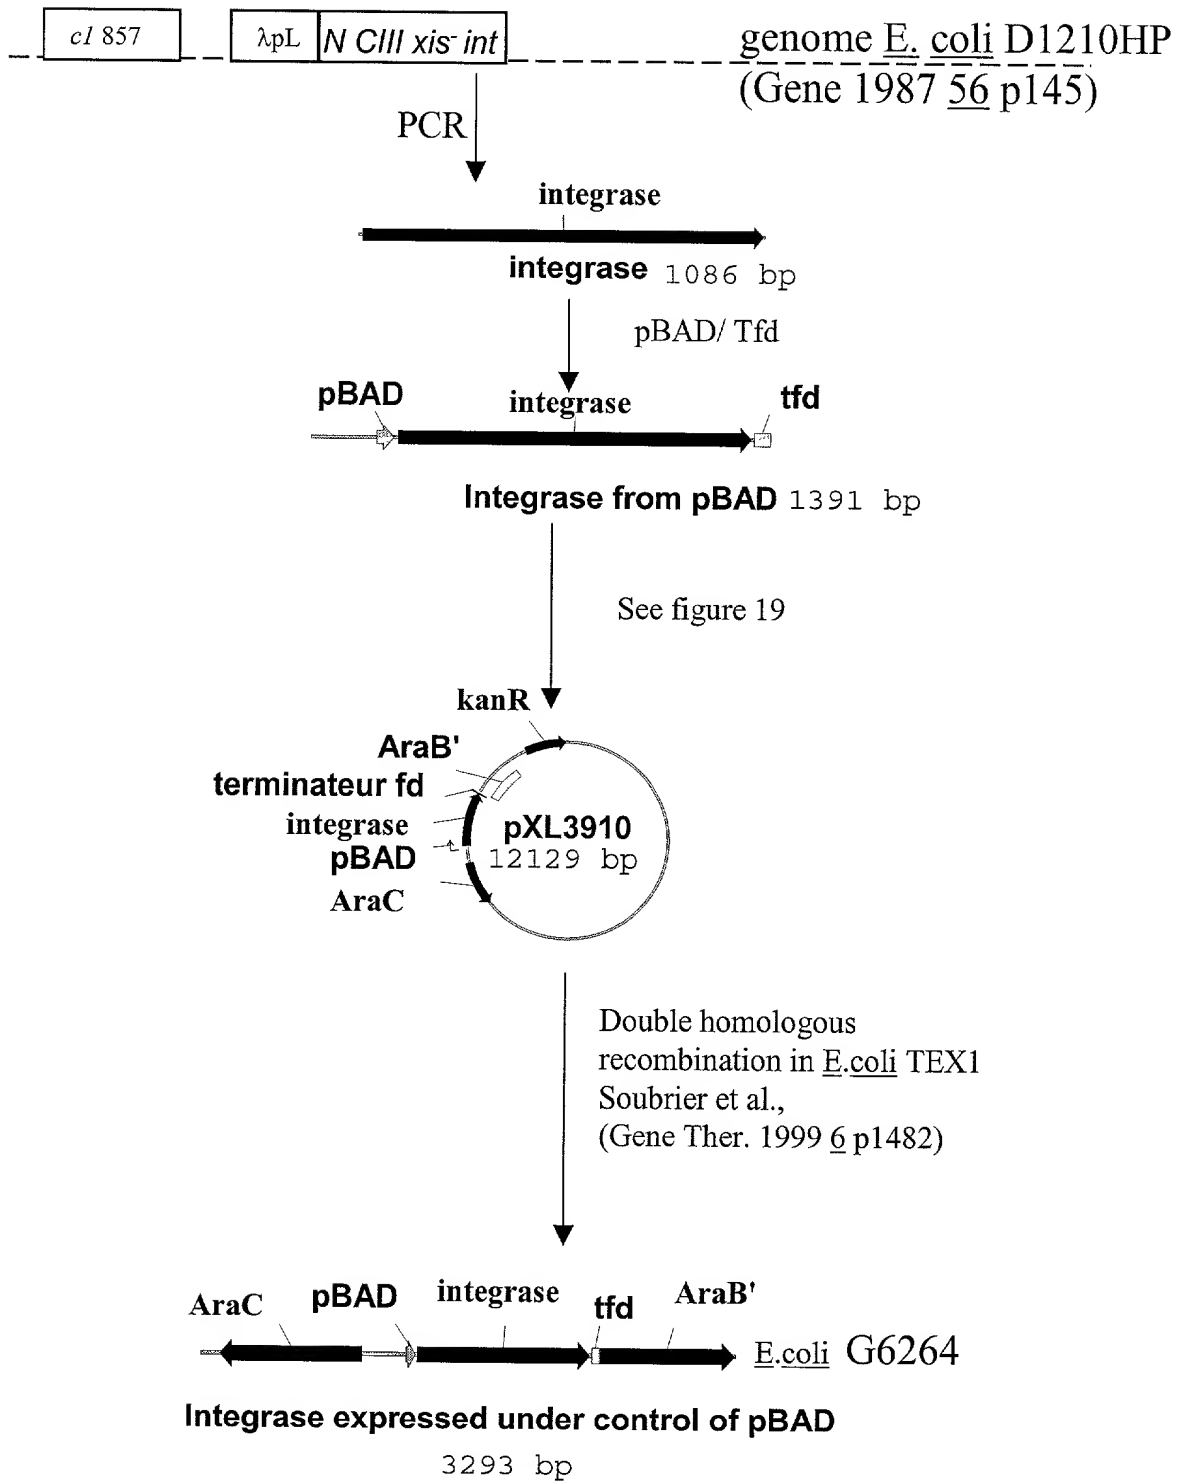 cI 857
λpL
N CIII xis- int
genome E. coli D1210HP
(Gene 1987 56 p145)
PCR
integrase
integrase 1086 bp
pBAD/ Tfd
pBAD
integrase
tfd
Integrase from pBAD 1391 bp
See figure 19
kanR
AraB'
terminateur fd
integrase
pBAD
AraC
pXL3910
12129 bp
Double homologous
recombination in E.coli TEX1
Soubrier et al.,
(Gene Ther. 1999 6 p1482)
AraC
pBAD
integrase
tfd
AraB'
E.coli G6264
Integrase expressed under control of pBAD
3293 bp